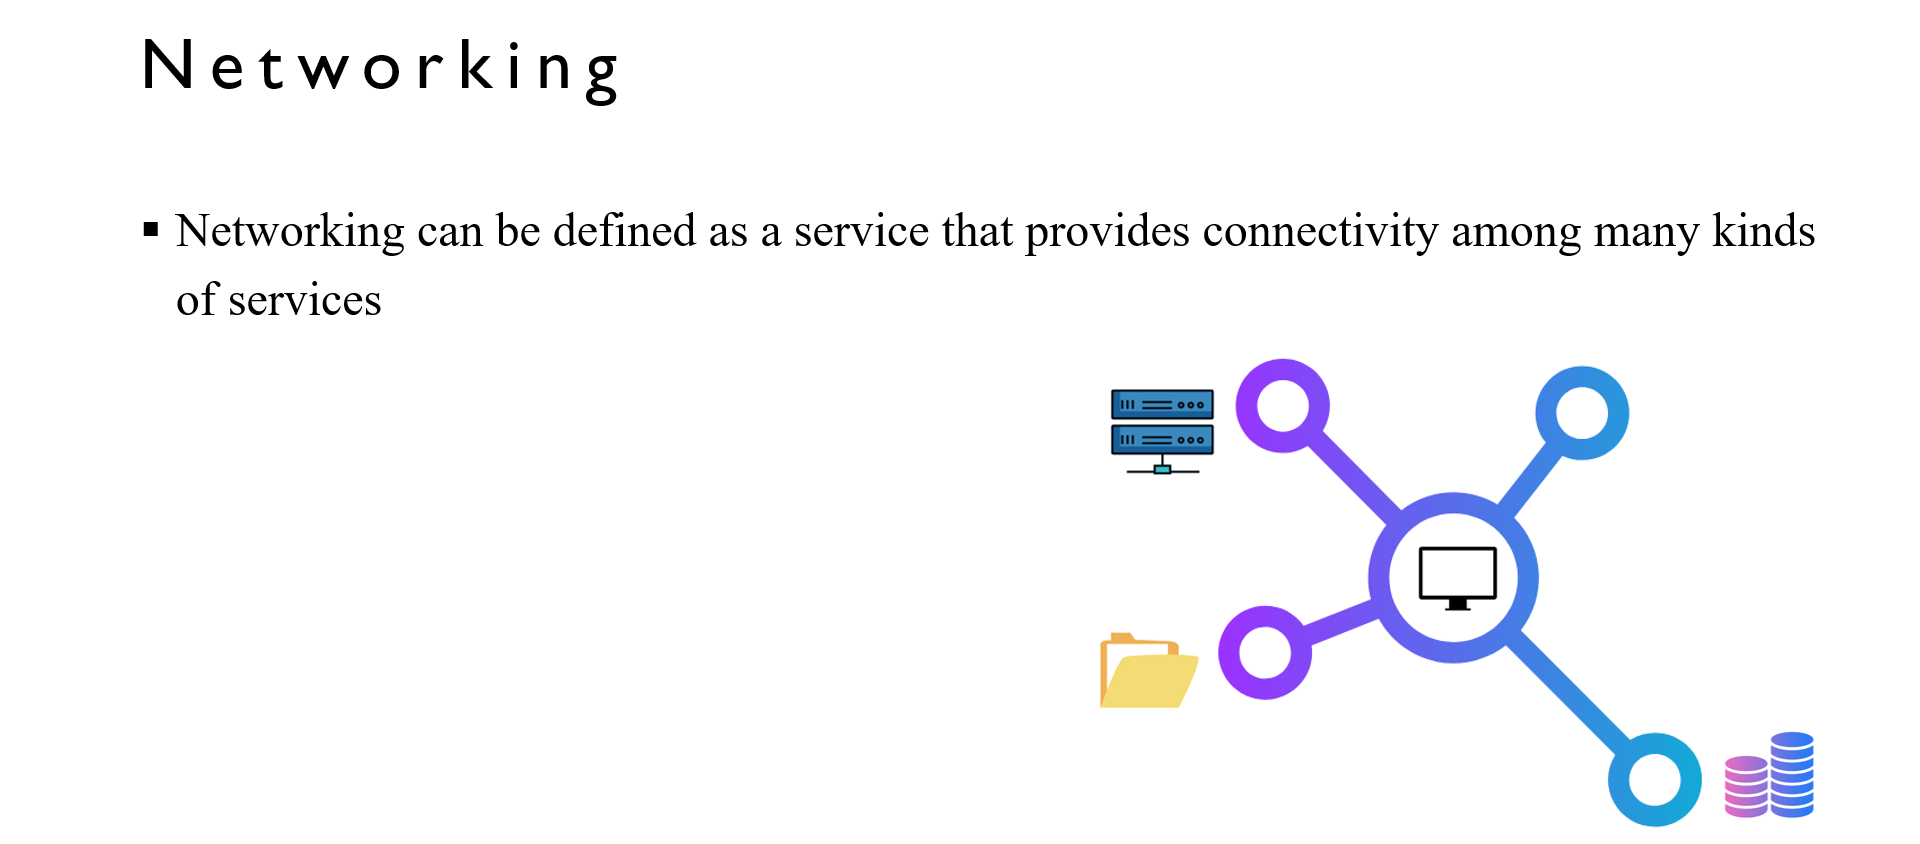 Networking
▪ Networking can be defined as a service that provides connectivity among many kinds
of services